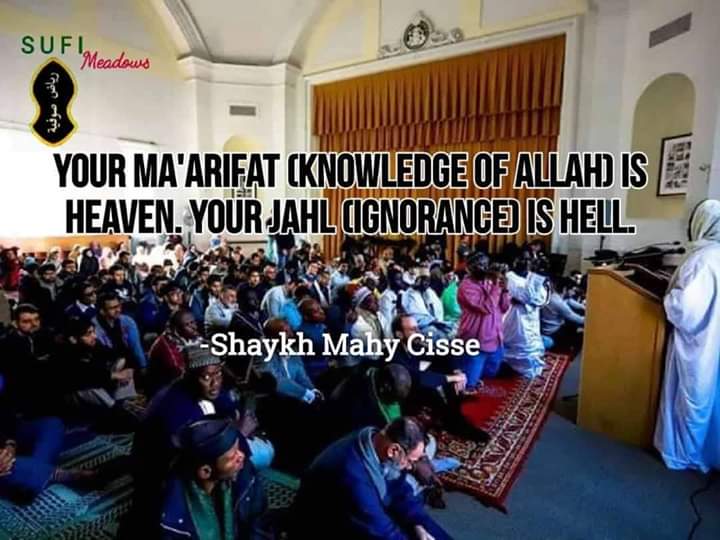 SUFI
Meadows
رياض صوفية
YOUR MA'ARIFAT (KNOWLEDGE OF ALLAH) IS
HEAVEN. YOUR JAHL (IGNORANCE) IS HELL.
-Shaykh Mahy Cisse